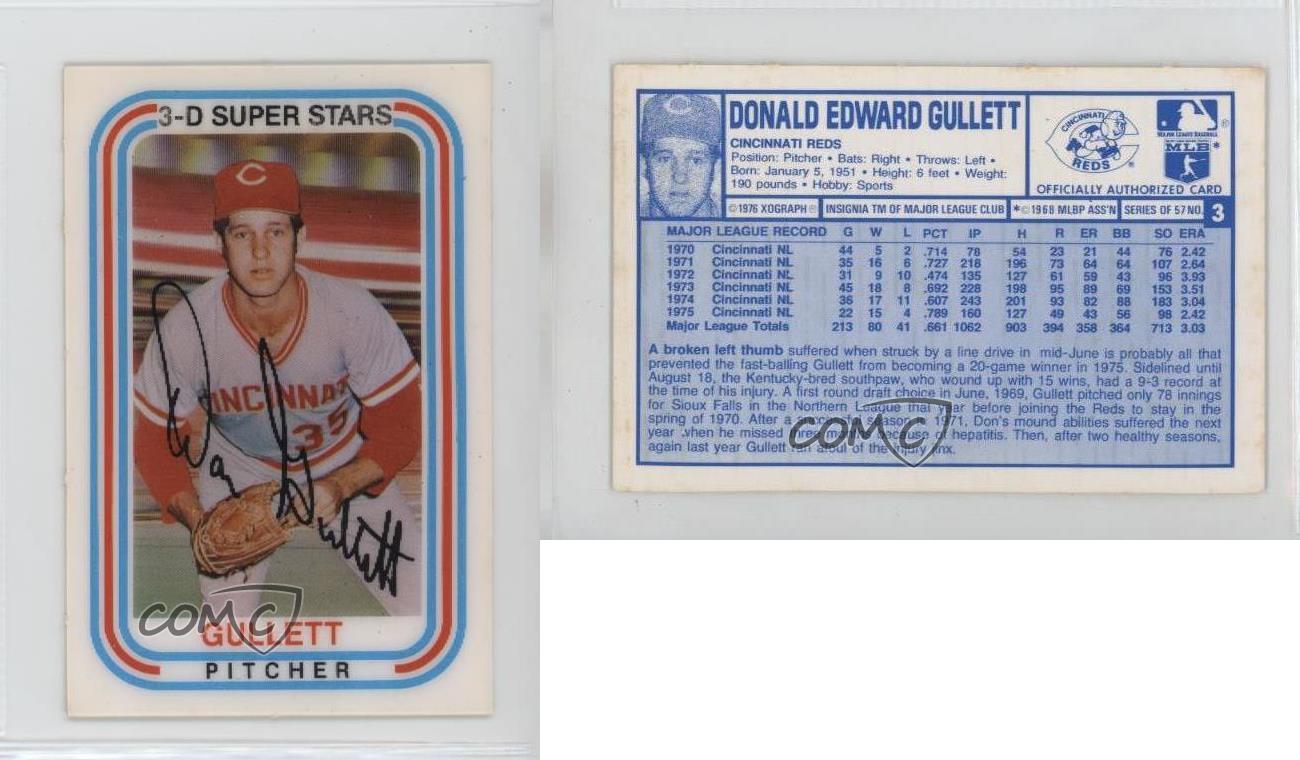 3-D SUPER STARS
C
CINCINNATI
35
Don Gullett
COMC
GULLETT
PITCHER
DONALD EDWARD GULLETT
CINCINNATI REDS
Position: Pitcher • Bats: Right • Throws: Left •
Born: January 5, 1951 • Height: 6 feet • Weight:
190 pounds • Hobby: Sports
CINCINNATI
REDS
MAJOR LEAGUE BASEBALL
®
MLB *
OFFICIALLY AUTHORIZED CARD
©1976 XOGRAPH® INSIGNIA TM OF MAJOR LEAGUE CLUB *©1968 MLBP ASS'N SERIES OF 57 NO. 3
MAJOR LEAGUE RECORD G W L PCT IP H R ER BB SO ERA
1970 Cincinnati NL 44 5 2 .714 78 54 23 21 44 76 2.42
1971 Cincinnati NL 35 16 6 .727 218 196 73 64 64 107 2.64
1972 Cincinnati NL 31 9 10 .474 135 127 61 59 43 96 3.93
1973 Cincinnati NL 45 18 8 .692 228 198 95 89 69 153 3.51
1974 Cincinnati NL 36 17 11 .607 243 201 93 82 88 183 3.04
1975 Cincinnati NL 22 15 4 .789 160 127 49 43 56 98 2.42
Major League Totals 213 80 41 .661 1062 903 394 358 364 713 3.03
A broken left thumb suffered when struck by a line drive in mid-June is probably all that
prevented the fast-balling Gullett from becoming a 20-game winner in 1975. Sidelined until
August 18, the Kentucky-bred southpaw, who wound up with 15 wins, had a 9-3 record at
the time of his injury. A first round draft choice in June, 1969, Gullett pitched only 78 innings
for Sioux Falls in the Northern League that year before joining the Reds to stay in the
spring of 1970. After a successful season in 1971, Don's mound abilities suffered the next
year when he missed three months because of hepatitis. Then, after two healthy seasons,
again last year Gullett ran afoul of the injury jinx.
COMC